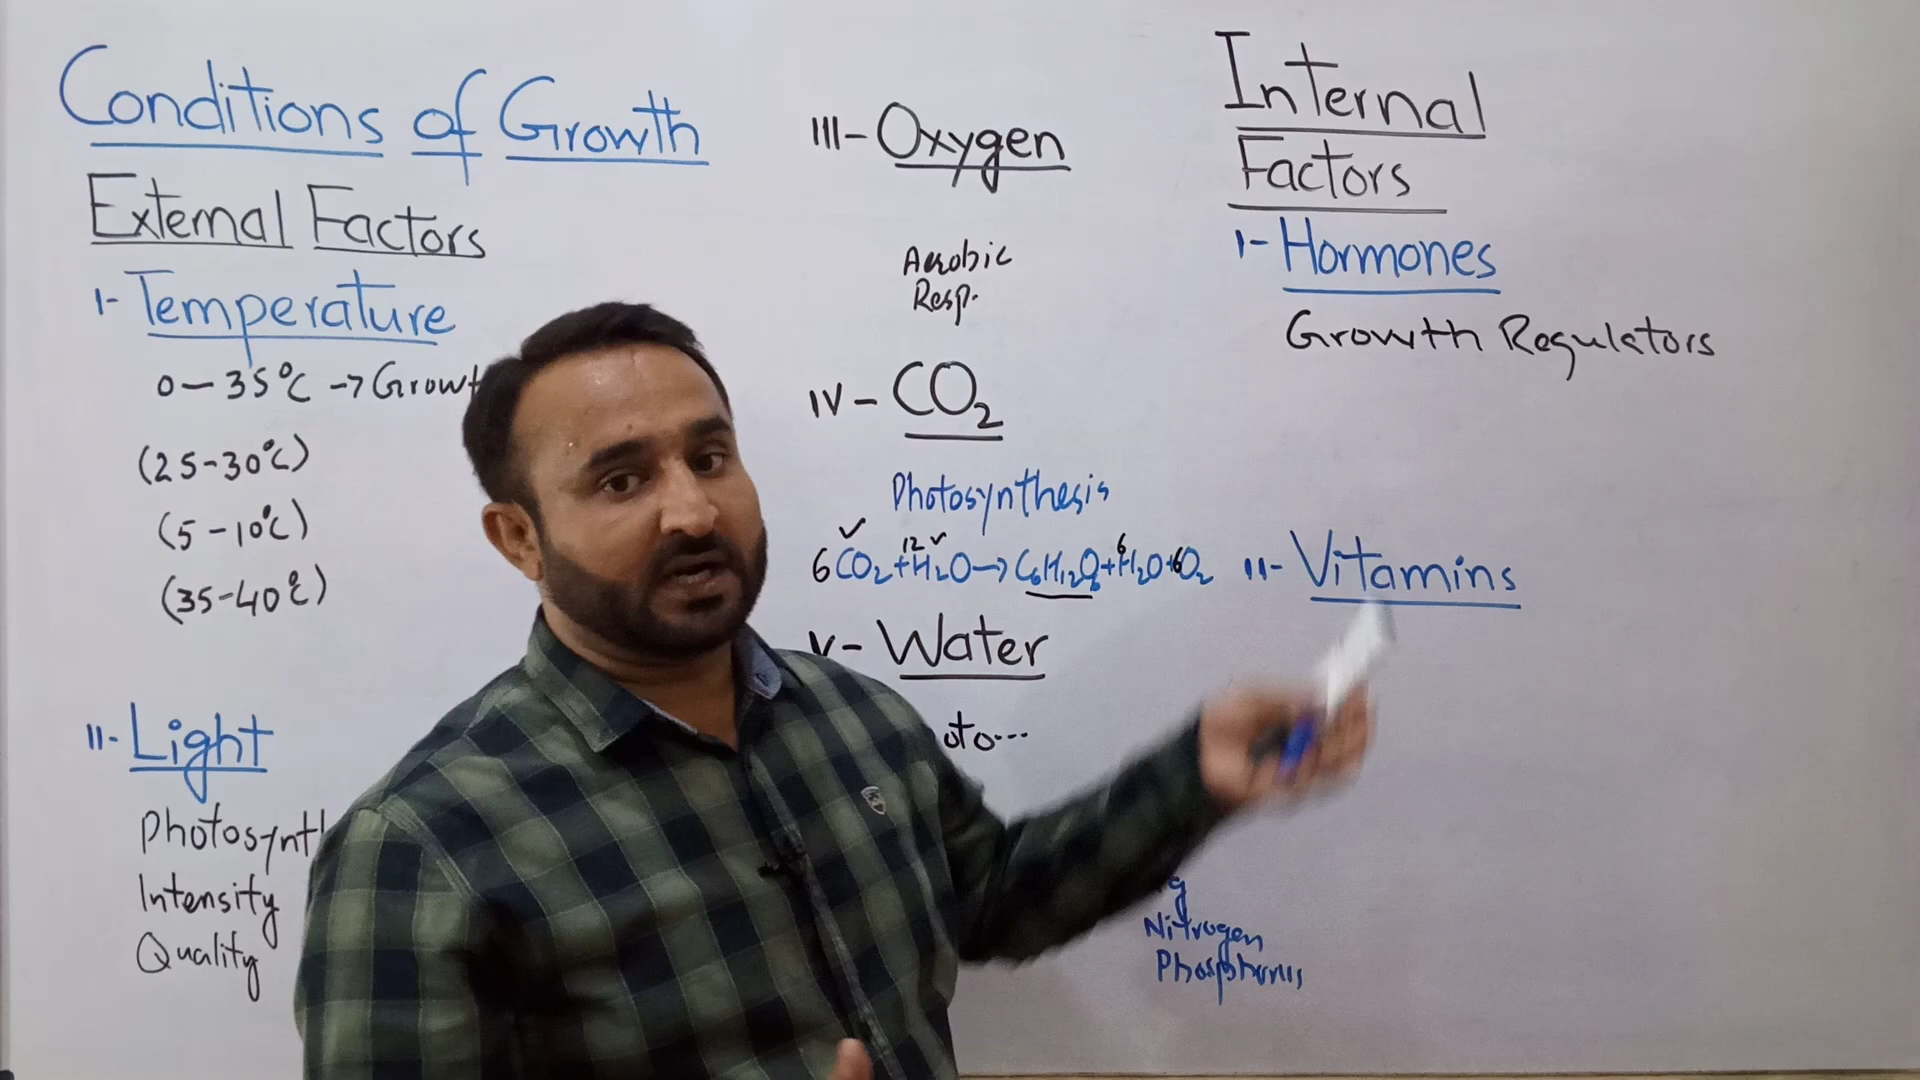 Conditions of Growth
External Factors
I- Temperature
0-35°C → Growt
(25-30°C)
(5-10°C)
(35-40°C)
II- Light
Photosynth
Intensity
Quality
III- Oxygen
Aerobic
Resp.
IV- CO2
Photosynthesis
6CO2+12H2O→C6H12O6+6H2O+6O2
V- Water
oto...
g
Nitrogen
Phosphorus
Internal
Factors
I- Hormones
Growth Regulators
II- Vitamins